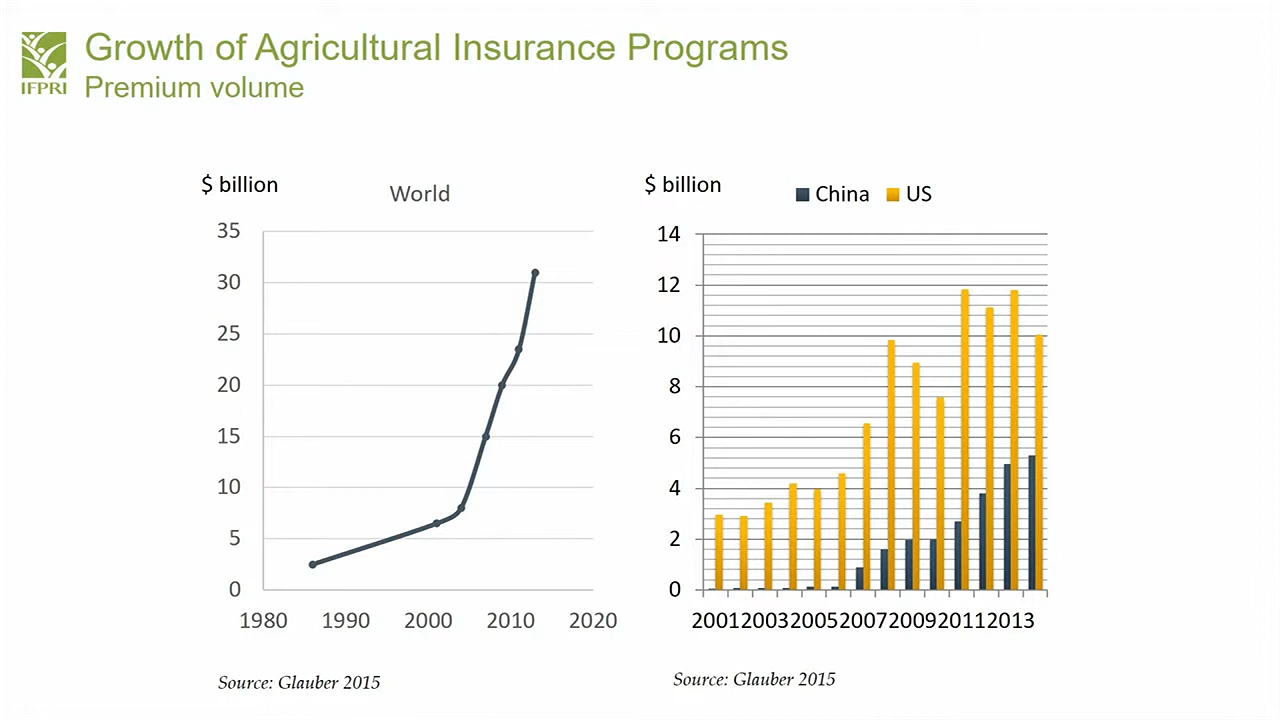 IFPRI
Growth of Agricultural Insurance Programs
Premium volume
$ billion
World
35
30
25
20
15
10
5
0
1980 1990 2000 2010 2020
Source: Glauber 2015
$ billion
China US
14
12
10
8
6
4
2
0
2001 2003 2005 2007 2009 2011 2013
Source: Glauber 2015